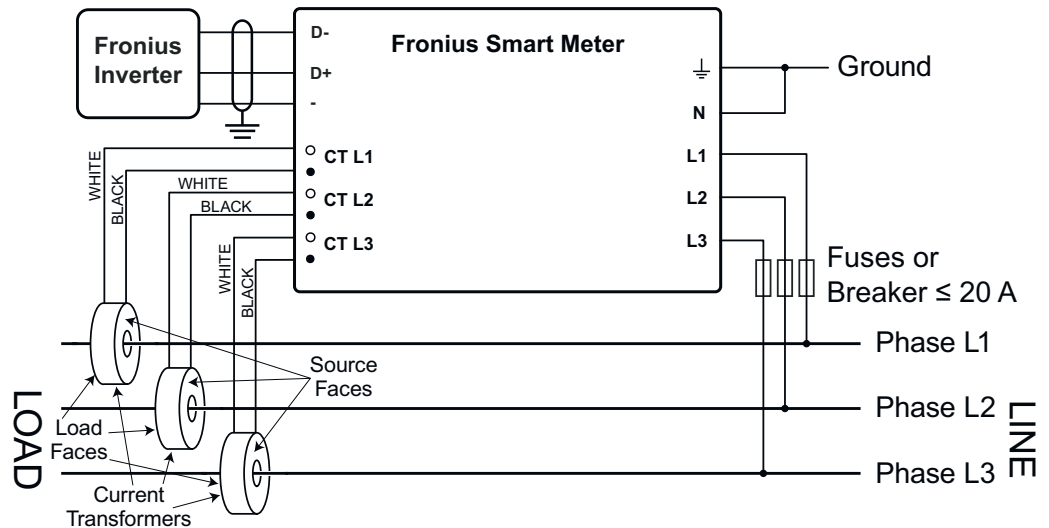 Fronius
Inverter
D-
D+
-
Fronius Smart Meter
Ground
N
L1
L2
L3
CT L1
CT L2
CT L3
WHITE
BLACK
WHITE
BLACK
WHITE
BLACK
Fuses or
Breaker ≤ 20 A
Phase L1
Source
Faces
Phase L2
Load
Faces
Phase L3
Current
Transformers
LOAD
LINE